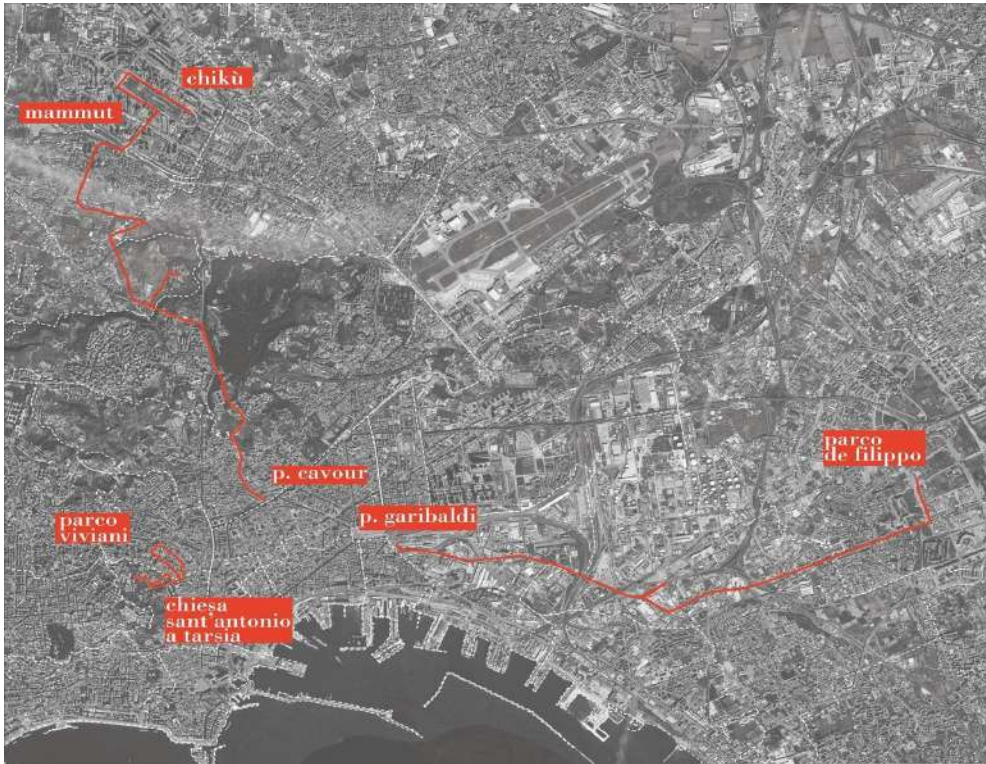 chikù
mammut
p. cavour
parco
de filippo
p. garibaldi
parco
viviani
chiesa
sant'antonio
a tarsia